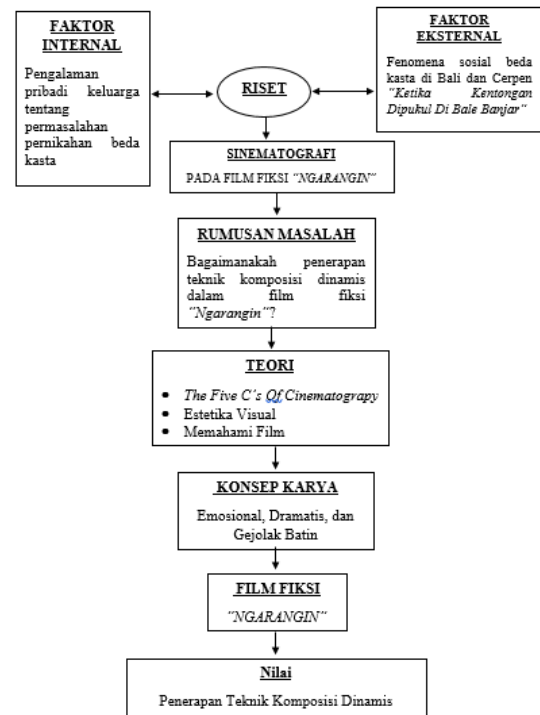 FAKTOR
INTERNAL
Pengalaman
pribadi keluarga
tentang
permasalahan
pernikahan beda
kasta
RISET
FAKTOR
EKSTERNAL
Fenomena sosial beda
kasta di Bali dan Cerpen
"Ketika Kentongan
Dipukul Di Bale Banjar"
SINEMATOGRAFI
PADA FILM FIKSI "NGARANGIN"
RUMUSAN MASALAH
Bagaimanakah penerapan
teknik komposisi dinamis
dalam film fiksi
"Ngarangin"?
TEORI
• The Five C's Of Cinematograpy
• Estetika Visual
• Memahami Film
KONSEP KARYA
Emosional, Dramatis, dan
Gejolak Batin
FILM FIKSI
"NGARANGIN"
Nilai
Penerapan Teknik Komposisi Dinamis